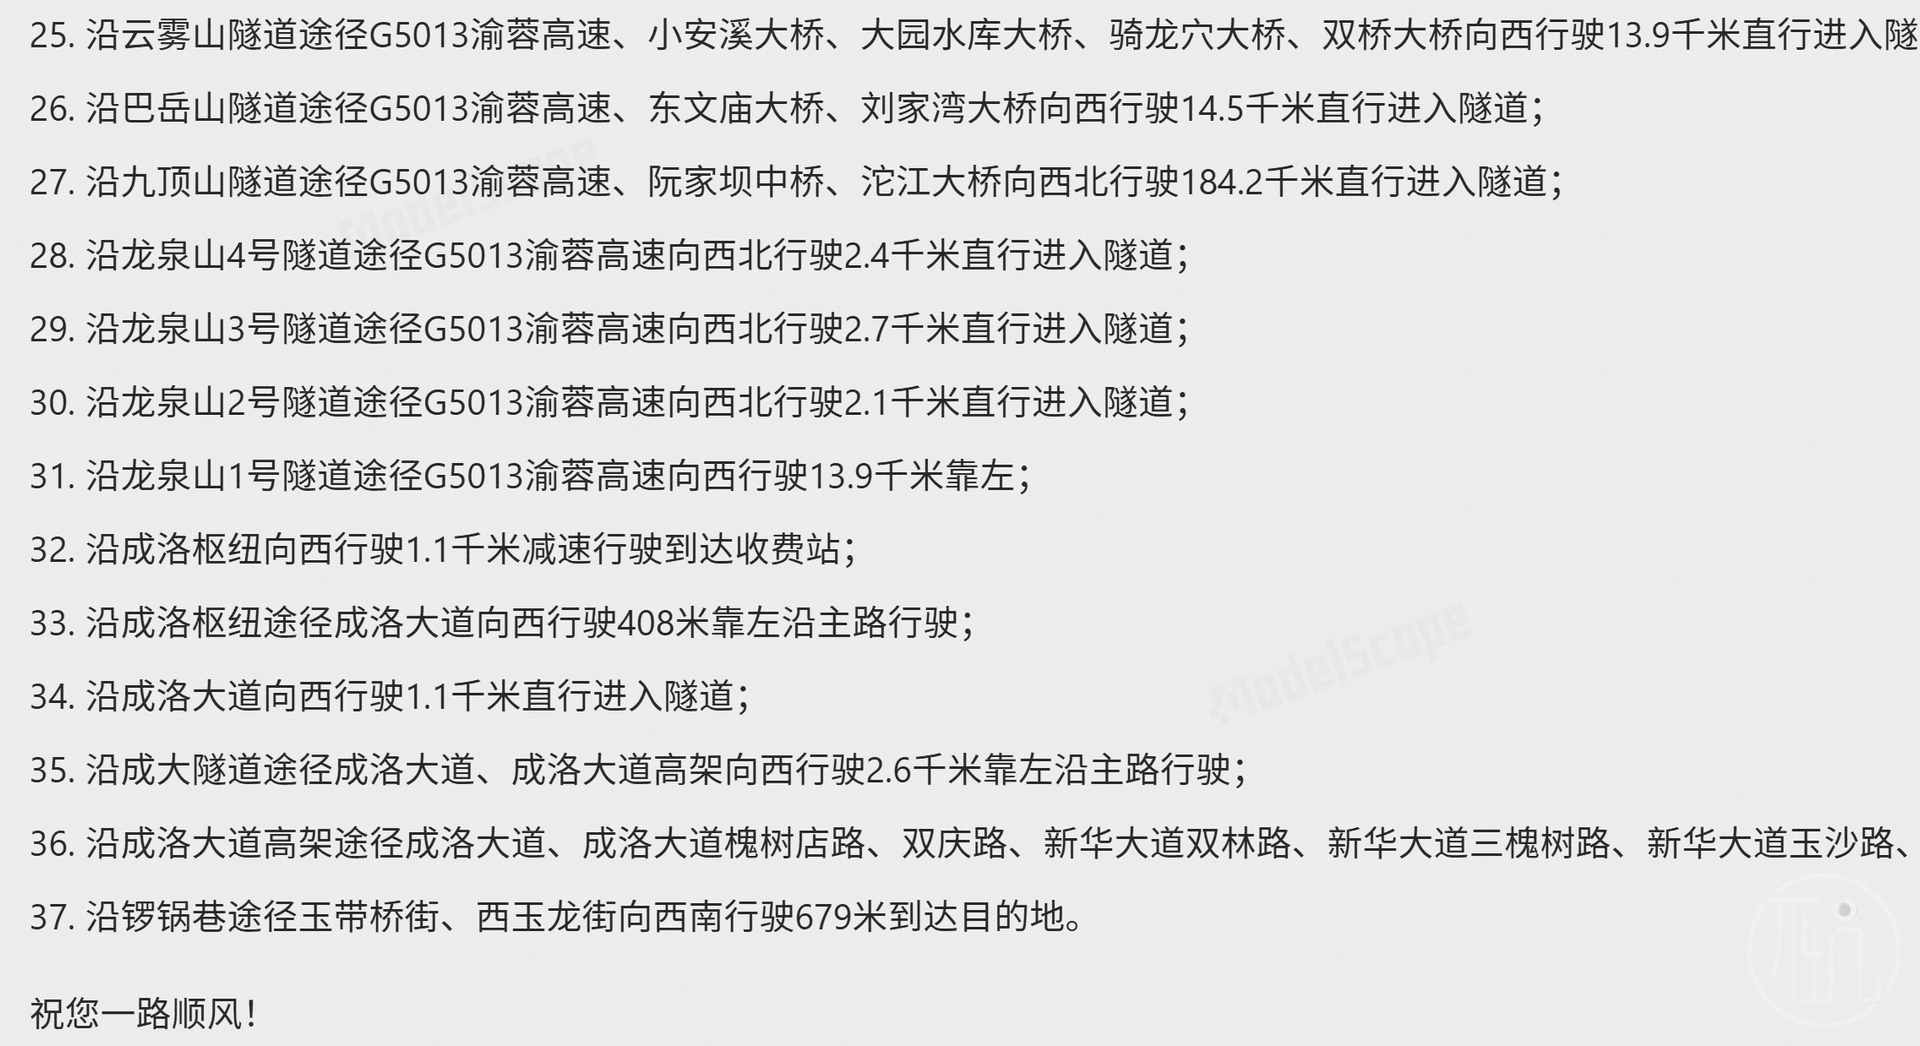 25. 沿云雾山隧道途径G5013渝蓉高速、小安溪大桥、大园水库大桥、骑龙穴大桥、双桥大桥向西行驶13.9千米直行进入隧
26. 沿巴岳山隧道途径G5013渝蓉高速、东文庙大桥、刘家湾大桥向西行驶14.5千米直行进入隧道；
27. 沿九顶山隧道途径G5013渝蓉高速、阮家坝中桥、沱江大桥向西北行驶184.2千米直行进入隧道；
ModelScope
28. 沿龙泉山4号隧道途径G5013渝蓉高速向西北行驶2.4千米直行进入隧道；
29. 沿龙泉山3号隧道途径G5013渝蓉高速向西北行驶2.7千米直行进入隧道；
30. 沿龙泉山2号隧道途径G5013渝蓉高速向西北行驶2.1千米直行进入隧道；
31. 沿龙泉山1号隧道途径G5013渝蓉高速向西行驶13.9千米靠左；
32. 沿成洛枢纽向西行驶1.1千米减速行驶到达收费站；
33. 沿成洛枢纽途径成洛大道向西行驶408米靠左沿主路行驶；
ModelScope
34. 沿成洛大道向西行驶1.1千米直行进入隧道；
35. 沿成大隧道途径成洛大道、成洛大道高架向西行驶2.6千米靠左沿主路行驶；
36. 沿成洛大道高架途径成洛大道、成洛大道槐树店路、双庆路、新华大道双林路、新华大道三槐树路、新华大道玉沙路、
37. 沿锣锅巷途径玉带桥街、西玉龙街向西南行驶679米到达目的地。
祝您一路顺风！